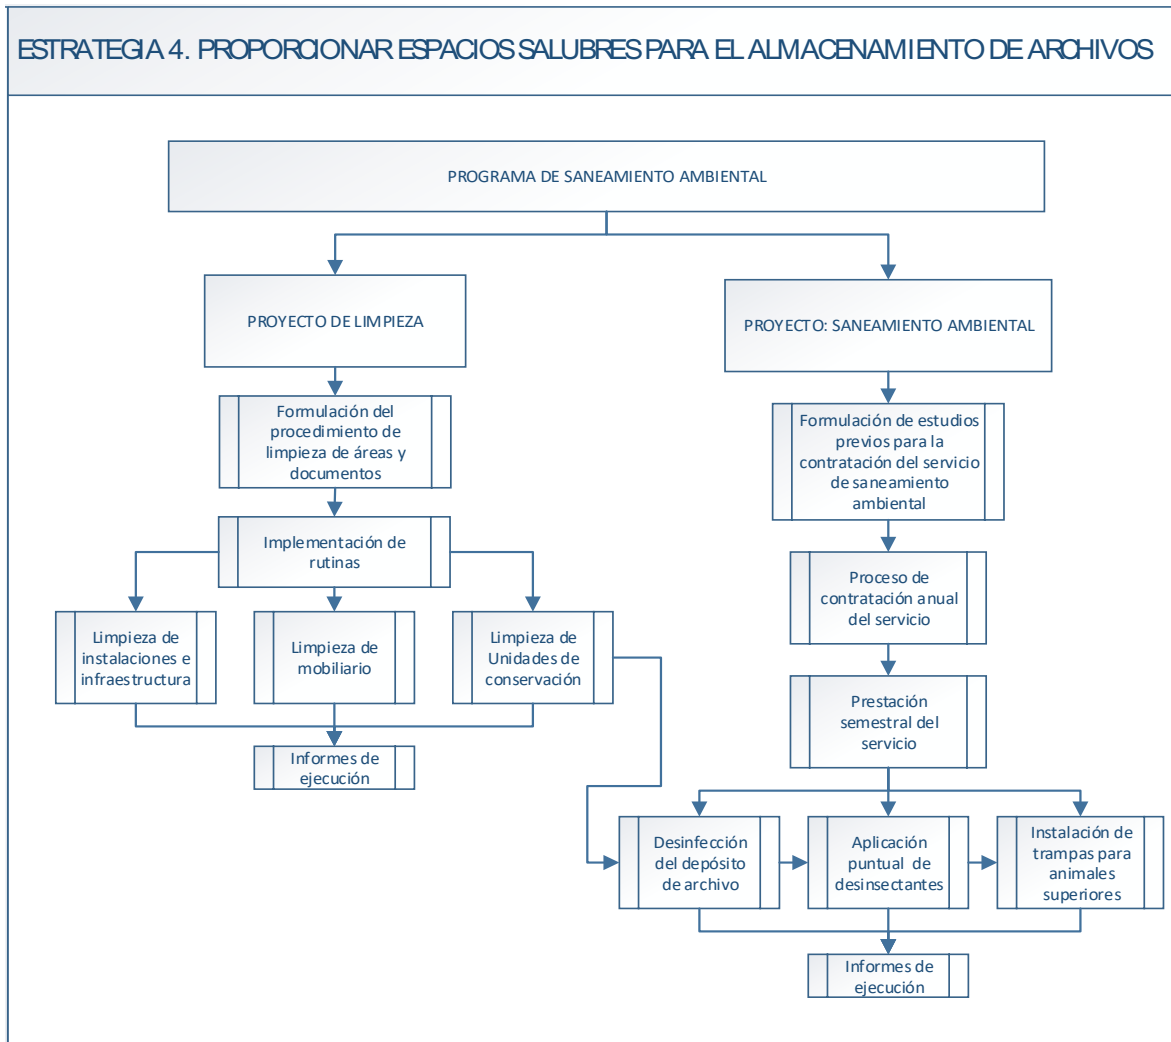 ESTRATEGIA 4. PROPORCIONAR ESPACIOS SALUBRES PARA EL ALMACENAMIENTO DE ARCHIVOS
PROGRAMA DE SANEAMIENTO AMBIENTAL
PROYECTO DE LIMPIEZA
Formulación del
procedimiento de
limpieza de áreas y
documentos
Implementación de
rutinas
Limpieza de
instalaciones e
infraestructura
Limpieza de
mobiliario
Limpieza de
Unidades de
conservación
Informes de
ejecución
PROYECTO: SANEAMIENTO AMBIENTAL
Formulación de estudios
previos para la
contratación del servicio
de saneamiento
ambiental
Proceso de
contratación anual
del servicio
Prestación
semestral del
servicio
Desinfección
del depósito
de archivo
Aplicación
puntual de
desinsectantes
Instalación de
trampas para
animales
superiores
Informes de
ejecución